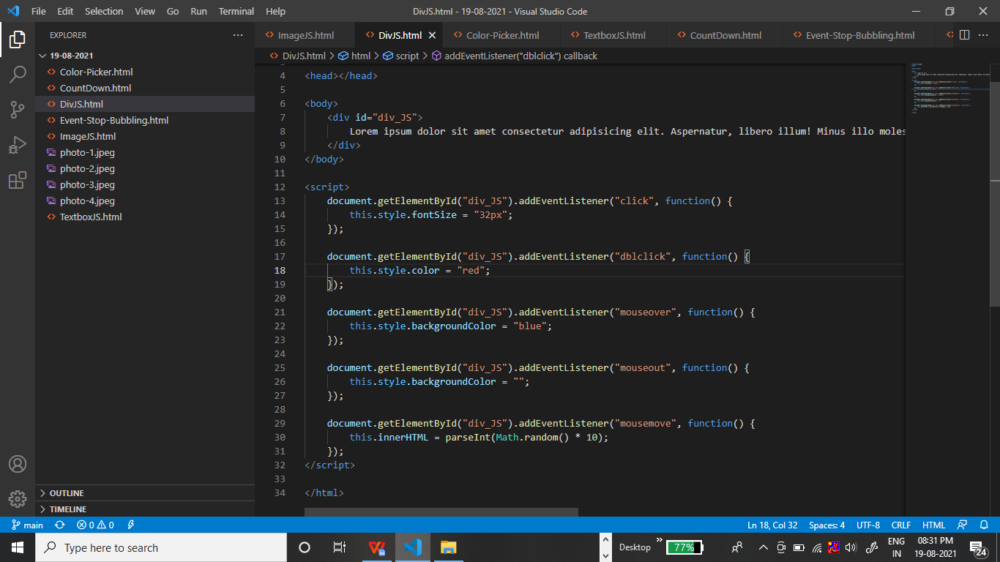 File Edit Selection View Go Run Terminal Help
DivJS.html - 19-08-2021 - Visual Studio Code
EXPLORER
ImageJS.html
DivJS.html
Color-Picker.html
TextboxJS.html
CountDown.html
Event-Stop-Bubbling.html
19-08-2021
DivJS.html > html > script > addEventListener("dblclick") callback
Color-Picker.html
CountDown.html
DivJS.html
Event-Stop-Bubbling.html
ImageJS.html
photo-1.jpeg
photo-2.jpeg
photo-3.jpeg
photo-4.jpeg
TextboxJS.html
4 <head></head>
5
6 <body>
7 <div id="div_JS">
8 Lorem ipsum dolor sit amet consectetur adipisicing elit. Aspernatur, libero illum! Minus illo moles
9 </div>
10 </body>
11
12 <script>
13 document.getElementById("div_JS").addEventListener("click", function() {
14 this.style.fontSize = "32px";
15 });
16
17 document.getElementById("div_JS").addEventListener("dblclick", function() {
18 this.style.color = "red";
19 });
20
21 document.getElementById("div_JS").addEventListener("mouseover", function() {
22 this.style.backgroundColor = "blue";
23 });
24
25 document.getElementById("div_JS").addEventListener("mouseout", function() {
26 this.style.backgroundColor = "";
27 });
28
29 document.getElementById("div_JS").addEventListener("mousemove", function() {
30 this.innerHTML = parseInt(Math.random() * 10);
31 });
32 </script>
33
34 </html>
OUTLINE
TIMELINE
main 0 0 Ln 18, Col 32 Spaces: 4 UTF-8 CRLF HTML
Type here to search
Desktop
77%
ENG
IN
08:31 PM
19-08-2021
24